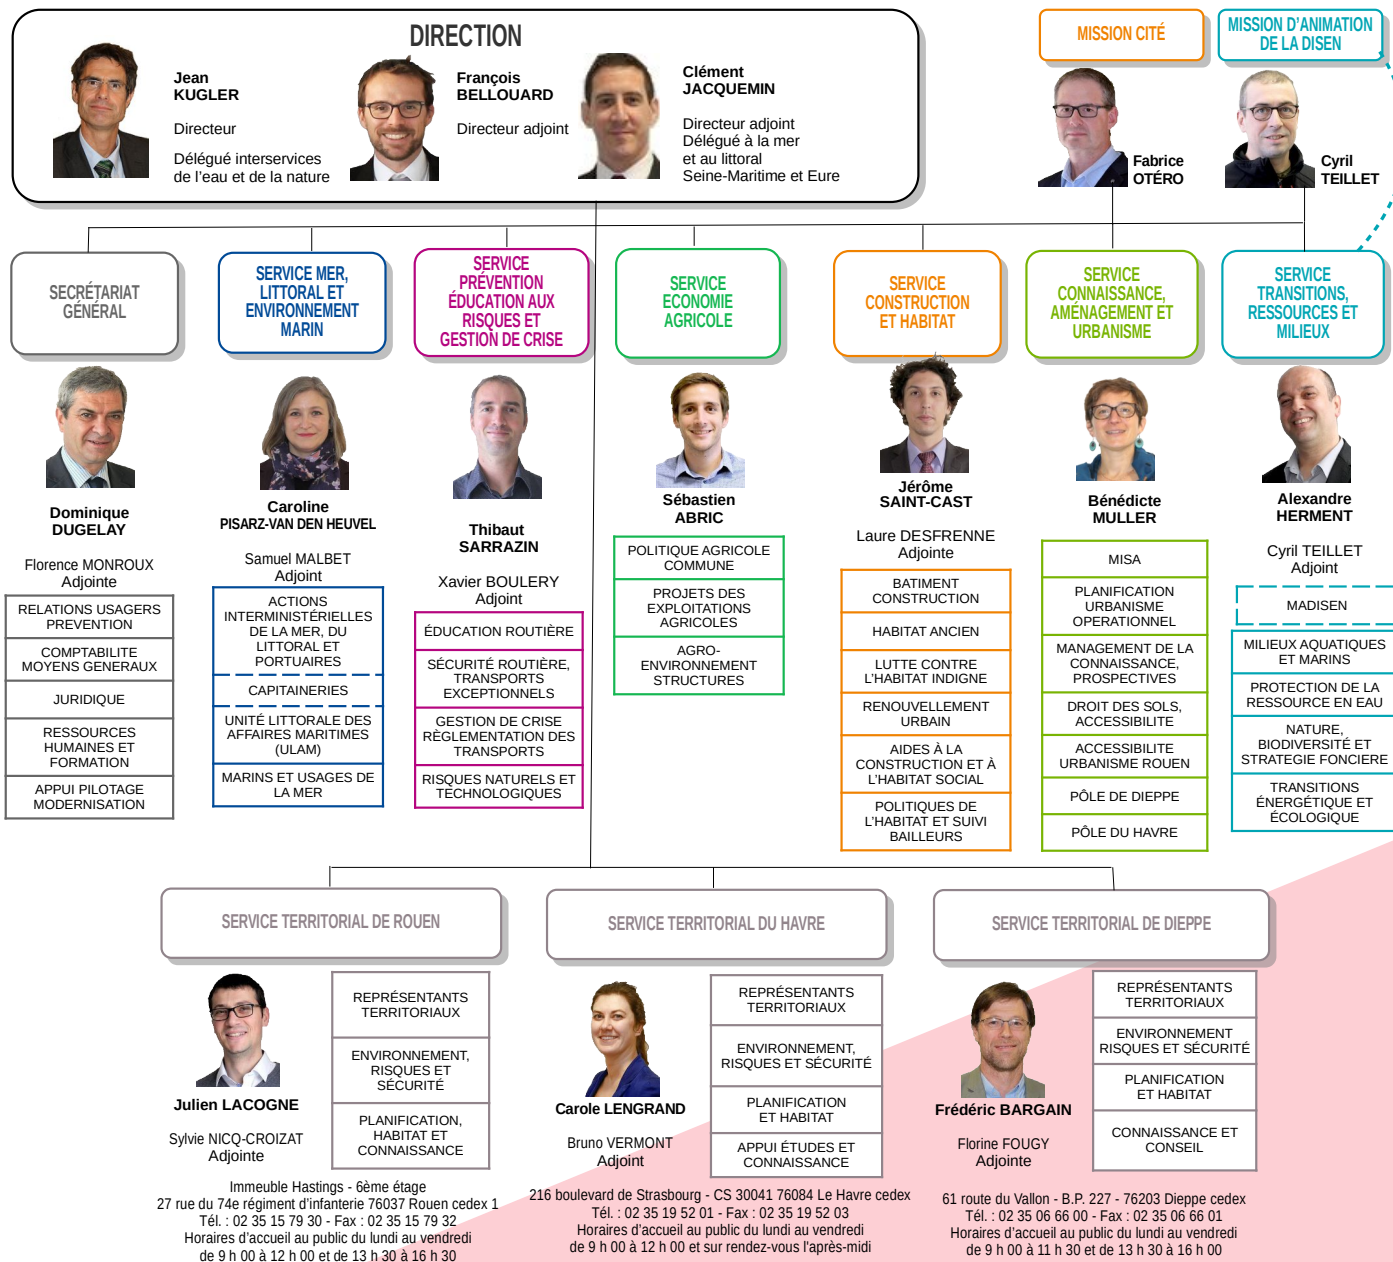 DIRECTION
Jean
KUGLER
Directeur
Délégué interservices
de l'eau et de la nature
François
BELLOUARD
Directeur adjoint
Clément
JACQUEMIN
Directeur adjoint
Délégué à la mer
et au littoral
Seine-Maritime et Eure
MISSION CITÉ
Fabrice
OTÉRO
MISSION D'ANIMATION
DE LA DISEN
Cyril
TEILLET
SECRÉTARIAT
GÉNÉRAL
Dominique
DUGELAY
Florence MONROUX
Adjointe
RELATIONS USAGERS
PREVENTION
COMPTABILITE
MOYENS GENERAUX
JURIDIQUE
RESSOURCES
HUMAINES ET
FORMATION
APPUI PILOTAGE
MODERNISATION
SERVICE MER,
LITTORAL ET
ENVIRONNEMENT
MARIN
Caroline
PISARZ-VAN DEN HEUVEL
Samuel MALBET
Adjoint
ACTIONS
INTERMINISTÉRIELLES
DE LA MER, DU
LITTORAL ET
PORTUAIRES
CAPITAINERIES
UNITÉ LITTORALE DES
AFFAIRES MARITIMES
(ULAM)
MARINS ET USAGES DE
LA MER
SERVICE
PRÉVENTION
ÉDUCATION AUX
RISQUES ET
GESTION DE CRISE
Thibaut
SARRAZIN
Xavier BOULERY
Adjoint
ÉDUCATION ROUTIÈRE
SÉCURITÉ ROUTIÈRE,
TRANSPORTS
EXCEPTIONNELS
GESTION DE CRISE
RÈGLEMENTATION DES
TRANSPORTS
RISQUES NATURELS ET
TECHNOLOGIQUES
SERVICE
ECONOMIE
AGRICOLE
Sébastien
ABRIC
POLITIQUE AGRICOLE
COMMUNE
PROJETS DES
EXPLOITATIONS
AGRICOLES
AGRO-
ENVIRONNEMENT
STRUCTURES
SERVICE
CONSTRUCTION
ET HABITAT
Jérôme
SAINT-CAST
Laure DESFRENNE
Adjointe
BATIMENT
CONSTRUCTION
HABITAT ANCIEN
LUTTE CONTRE
L'HABITAT INDIGNE
RENOUVELLEMENT
URBAIN
AIDES À LA
CONSTRUCTION ET À
L'HABITAT SOCIAL
POLITIQUES DE
L'HABITAT ET SUIVI
BAILLEURS
SERVICE
CONNAISSANCE,
AMÉNAGEMENT ET
URBANISME
Bénédicte
MULLER
MISA
PLANIFICATION
URBANISME
OPERATIONNEL
MANAGEMENT DE LA
CONNAISSANCE,
PROSPECTIVES
DROIT DES SOLS,
ACCESSIBILITE
ACCESSIBILITE
URBANISME ROUEN
PÔLE DE DIEPPE
PÔLE DU HAVRE
SERVICE
TRANSITIONS,
RESSOURCES ET
MILIEUX
Alexandre
HERMENT
Cyril TEILLET
Adjoint
MADISEN
MILIEUX AQUATIQUES
ET MARINS
PROTECTION DE LA
RESSOURCE EN EAU
NATURE,
BIODIVERSITÉ ET
STRATEGIE FONCIERE
TRANSITIONS
ÉNERGÉTIQUE ET
ÉCOLOGIQUE
SERVICE TERRITORIAL DE ROUEN
Julien LACOGNE
Sylvie NICQ-CROIZAT
Adjointe
REPRÉSENTANTS
TERRITORIAUX
ENVIRONNEMENT,
RISQUES ET
SÉCURITÉ
PLANIFICATION,
HABITAT ET
CONNAISSANCE
Immeuble Hastings - 6ème étage
27 rue du 74e régiment d'infanterie 76037 Rouen cedex 1
Tél. : 02 35 15 79 30 - Fax : 02 35 15 79 32
Horaires d'accueil au public du lundi au vendredi
de 9 h 00 à 12 h 00 et de 13 h 30 à 16 h 30
SERVICE TERRITORIAL DU HAVRE
Carole LENGRAND
Bruno VERMONT
Adjoint
REPRÉSENTANTS
TERRITORIAUX
ENVIRONNEMENT,
RISQUES ET SÉCURITÉ
PLANIFICATION
ET HABITAT
APPUI ÉTUDES ET
CONNAISSANCE
216 boulevard de Strasbourg - CS 30041 76084 Le Havre cedex
Tél. : 02 35 19 52 01 - Fax : 02 35 19 52 03
Horaires d'accueil au public du lundi au vendredi
de 9 h 00 à 12 h 00 et sur rendez-vous l'après-midi
SERVICE TERRITORIAL DE DIEPPE
Frédéric BARGAIN
Florine FOUGY
Adjointe
REPRÉSENTANTS
TERRITORIAUX
ENVIRONNEMENT
RISQUES ET SÉCURITÉ
PLANIFICATION
ET HABITAT
CONNAISSANCE ET
CONSEIL
61 route du Vallon - B.P. 227 - 76203 Dieppe cedex
Tél. : 02 35 06 66 00 - Fax : 02 35 06 66 01
Horaires d'accueil au public du lundi au vendredi
de 9 h 00 à 11 h 30 et de 13 h 30 à 16 h 00